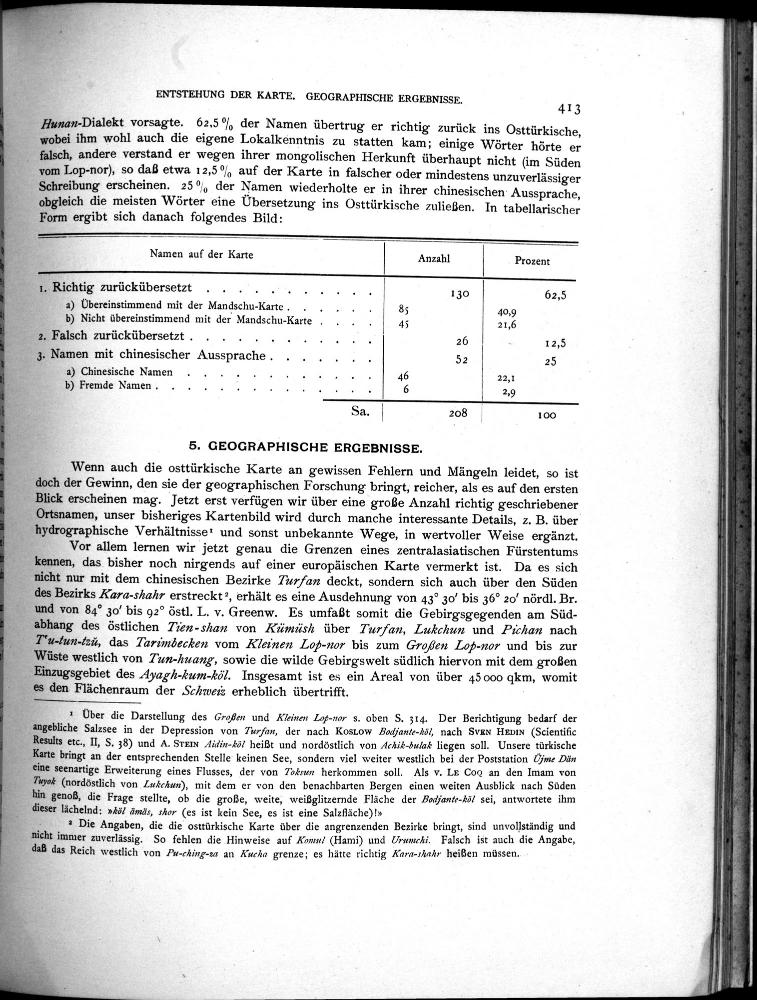 ENTSTEHUNG DER KARTE. GEOGRAPHISCHE ERGEBNISSE.
413
Hunan-Dialekt vorsagte. 62,5 % der Namen übertrug er richtig zurück ins Osttürkische,
wobei ihm wohl auch die eigene Lokalkenntnis zu statten kam; einige Wörter hörte er
falsch, andere verstand er wegen ihrer mongolischen Herkunft überhaupt nicht (im Süden
vom Lop-nor), so daß etwa 12,5 % auf der Karte in falscher oder mindestens unzuverlässiger
Schreibung erscheinen. 25 % der Namen wiederholte er in ihrer chinesischen Aussprache,
obgleich die meisten Wörter eine Übersetzung ins Osttürkische zuließen. In tabellarischer
Form ergibt sich danach folgendes Bild:
Namen auf der Karte Anzahl Prozent
1. Richtig zurückübersetzt . . . . . . . . . . 130 62,5
a) Übereinstimmend mit der Mandschu-Karte . . . . . . 85 40,9
b) Nicht übereinstimmend mit der Mandschu-Karte . . . . 45 21,6
2. Falsch zurückübersetzt . . . . . . . . . . . 26 12,5
3. Namen mit chinesischer Aussprache . . . . . . . 52 25
a) Chinesische Namen . . . . . . . . . . . 46 22,1
b) Fremde Namen . . . . . . . . . . . . 6 2,9
Sa. 208 100
5. GEOGRAPHISCHE ERGEBNISSE.
Wenn auch die osttürkische Karte an gewissen Fehlern und Mängeln leidet, so ist
doch der Gewinn, den sie der geographischen Forschung bringt, reicher, als es auf den ersten
Blick erscheinen mag. Jetzt erst verfügen wir über eine große Anzahl richtig geschriebener
Ortsnamen, unser bisheriges Kartenbild wird durch manche interessante Details, z. B. über
hydrographische Verhältnisse¹ und sonst unbekannte Wege, in wertvoller Weise ergänzt.
Vor allem lernen wir jetzt genau die Grenzen eines zentralasiatischen Fürstentums
kennen, das bisher noch nirgends auf einer europäischen Karte vermerkt ist. Da es sich
nicht nur mit dem chinesischen Bezirke Turfan deckt, sondern sich auch über den Süden
des Bezirks Kara-shahr erstreckt², erhält es eine Ausdehnung von 43° 30′ bis 36° 20′ nördl. Br.
und von 84° 30′ bis 92° östl. L. v. Greenw. Es umfaßt somit die Gebirgsgegenden am Süd-
abhang des östlichen Tien-shan von Kümüsh über Turfan, Lukchun und Pichan nach
T'u-tun-tzŭ, das Tarimbecken vom Kleinen Lop-nor bis zum Großen Lop-nor und bis zur
Wüste westlich von Tun-huang, sowie die wilde Gebirgswelt südlich hiervon mit dem großen
Einzugsgebiet des Ayagh-kum-köl. Insgesamt ist es ein Areal von über 45 000 qkm, womit
es den Flächenraum der Schweiz erheblich übertrifft.
¹ Über die Darstellung des Großen und Kleinen Lop-nor s. oben S. 314. Der Berichtigung bedarf der
angebliche Salzsee in der Depression von Turfan, der nach KOSLOW Bodjante-köl, nach SVEN HEDIN (Scientific
Results etc., II, S. 38) und A. STEIN Aidin-köl heißt und nordöstlich von Achik-bulak liegen soll. Unsere türkische
Karte bringt an der entsprechenden Stelle keinen See, sondern viel weiter westlich bei der Poststation Üjme Dän
eine seenartige Erweiterung eines Flusses, der von Toksun herkommen soll. Als v. LE COQ an den Imam von
Tuyok (nordöstlich von Lukchun), mit dem er von den benachbarten Bergen einen weiten Ausblick nach Süden
hin genoß, die Frage stellte, ob die große, weite, weißglitzernde Fläche der Bodjante-köl sei, antwortete ihm
dieser lächelnd: »köl ämäs, shor (es ist kein See, es ist eine Salzfläche)!»
² Die Angaben, die die osttürkische Karte über die angrenzenden Bezirke bringt, sind unvollständig und
nicht immer zuverlässig. So fehlen die Hinweise auf Komul (Hami) und Urumchi. Falsch ist auch die Angabe,
daß das Reich westlich von Pu-ching-za an Kucha grenze; es hätte richtig Kara-shahr heißen müssen.